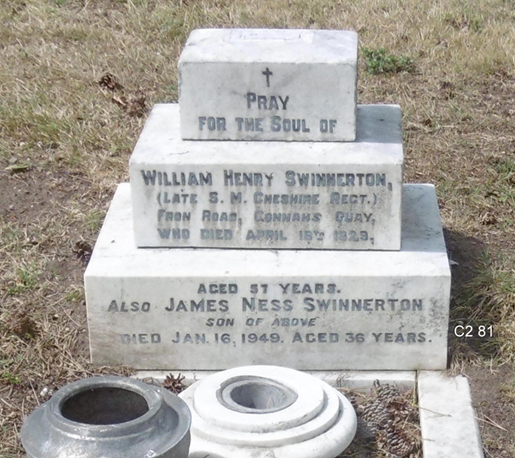 PRAY
FOR THE SOUL OF
WILLIAM HENRY SWINNERTON,
(LATE S. M. CHESHIRE REGT.)
FRON ROAD, CONNAHS QUAY,
WHO DIED APRIL 1929,
AGED 57 YEARS.
ALSO JAMES NESS SWINNERTON
SON OF ABOVE
DIED JAN. 16, 1949. AGED 36 YEARS.
C2 81